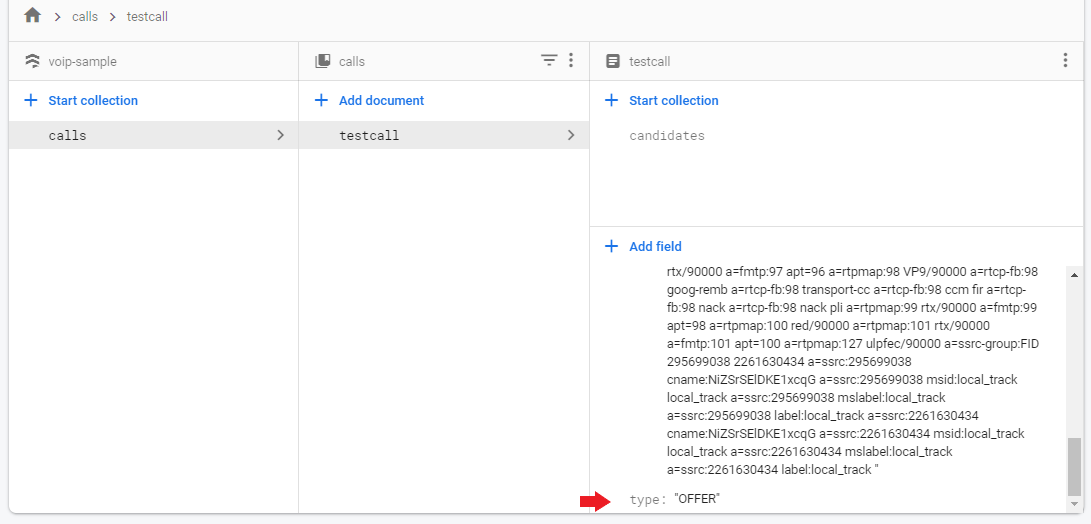 calls
testcall
voip-sample
calls
testcall
Start collection
Add document
Start collection
calls
testcall
candidates
Add field
rtx/90000 a=fmtp:97 apt=96 a=rtpmap:98 VP9/90000 a=rtcp-fb:98
goog-remb a=rtcp-fb:98 transport-cc a=rtcp-fb:98 ccm fir a=rtcp-
fb:98 nack a=rtcp-fb:98 nack pli a=rtpmap:99 rtx/90000 a=fmtp:99
apt=98 a=rtpmap:100 red/90000 a=rtpmap:101 rtx/90000
a=fmtp:101 apt=100 a=rtpmap:127 ulpfec/90000 a=ssrc-group:FID
295699038 2261630434 a=ssrc:295699038
cname:NiZSrSElDKE1xcqG a=ssrc:295699038 msid:local_track
local_track a=ssrc:295699038 mslabel:local_track
a=ssrc:295699038 label:local_track a=ssrc:2261630434
cname:NiZSrSElDKE1xcqG a=ssrc:2261630434 msid:local_track
local_track a=ssrc:2261630434 mslabel:local_track
a=ssrc:2261630434 label:local_track "
type: "OFFER"